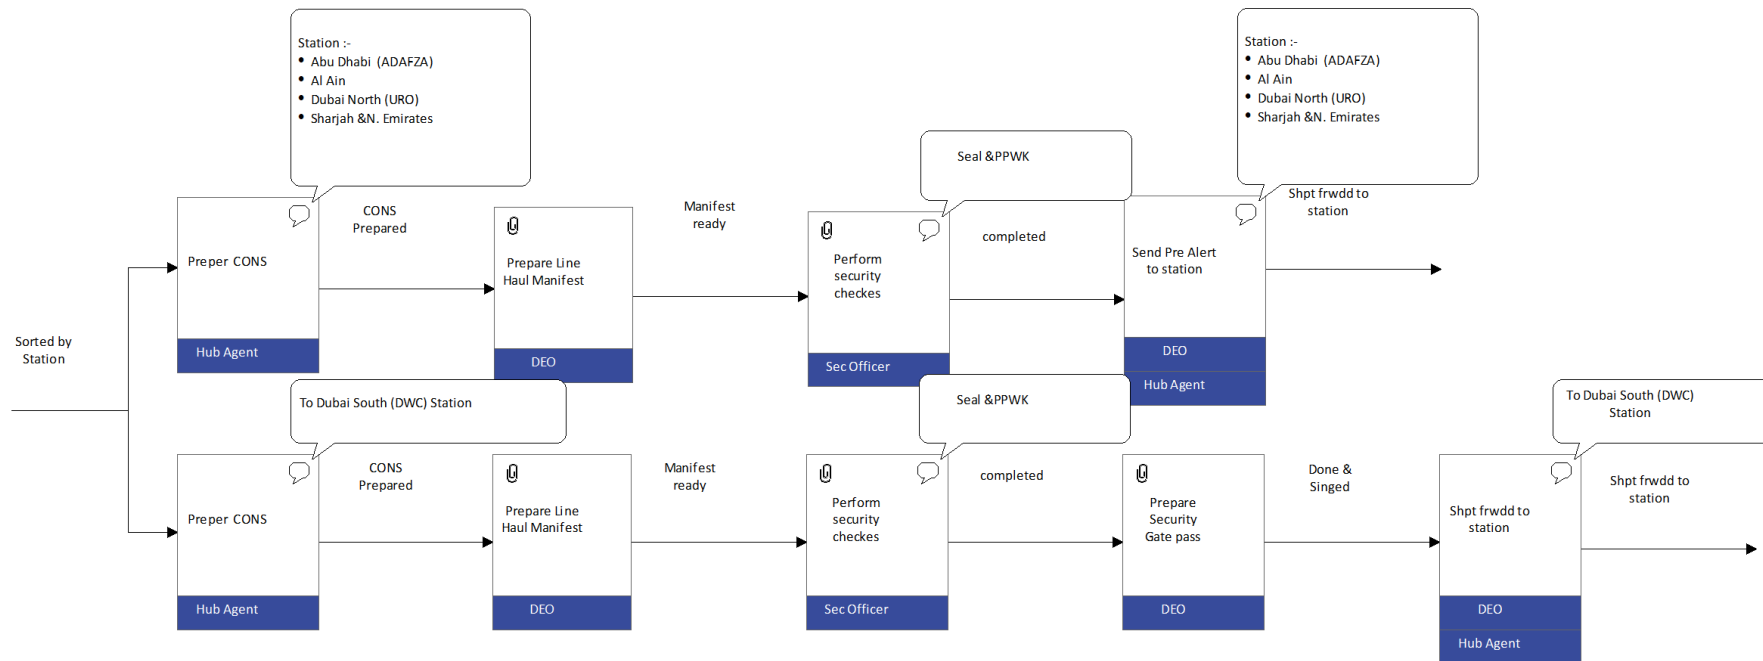 Station :-
• Abu Dhabi (ADAFZA)
• Al Ain
• Dubai North (URO)
• Sharjah &N. Emirates
Station :-
• Abu Dhabi (ADAFZA)
• Al Ain
• Dubai North (URO)
• Sharjah &N. Emirates
Seal &PPWK
Sorted by
Station
Preper CONS
Hub Agent
CONS
Prepared
Prepare Line
Haul Manifest
DEO
Manifest
ready
Perform
security
checkes
Sec Officer
completed
Send Pre Alert
to station
DEO
Hub Agent
Shpt frwdd to
station
To Dubai South (DWC) Station
Seal &PPWK
To Dubai South (DWC)
Station
Preper CONS
Hub Agent
CONS
Prepared
Prepare Line
Haul Manifest
DEO
Manifest
ready
Perform
security
checkes
Sec Officer
completed
Prepare
Security
Gate pass
DEO
Done &
Singed
Shpt frwdd to
station
DEO
Hub Agent
Shpt frwdd to
station